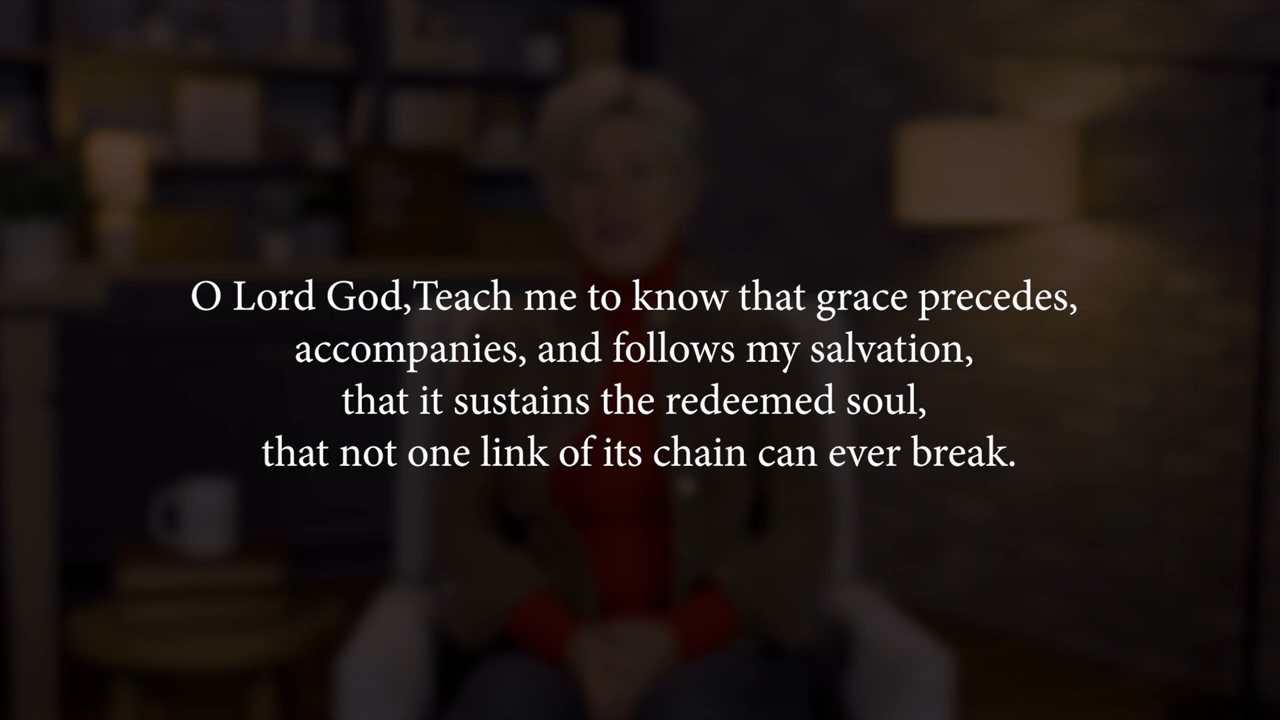 O Lord God,Teach me to know that grace precedes,
accompanies, and follows my salvation,
that it sustains the redeemed soul,
that not one link of its chain can ever break.